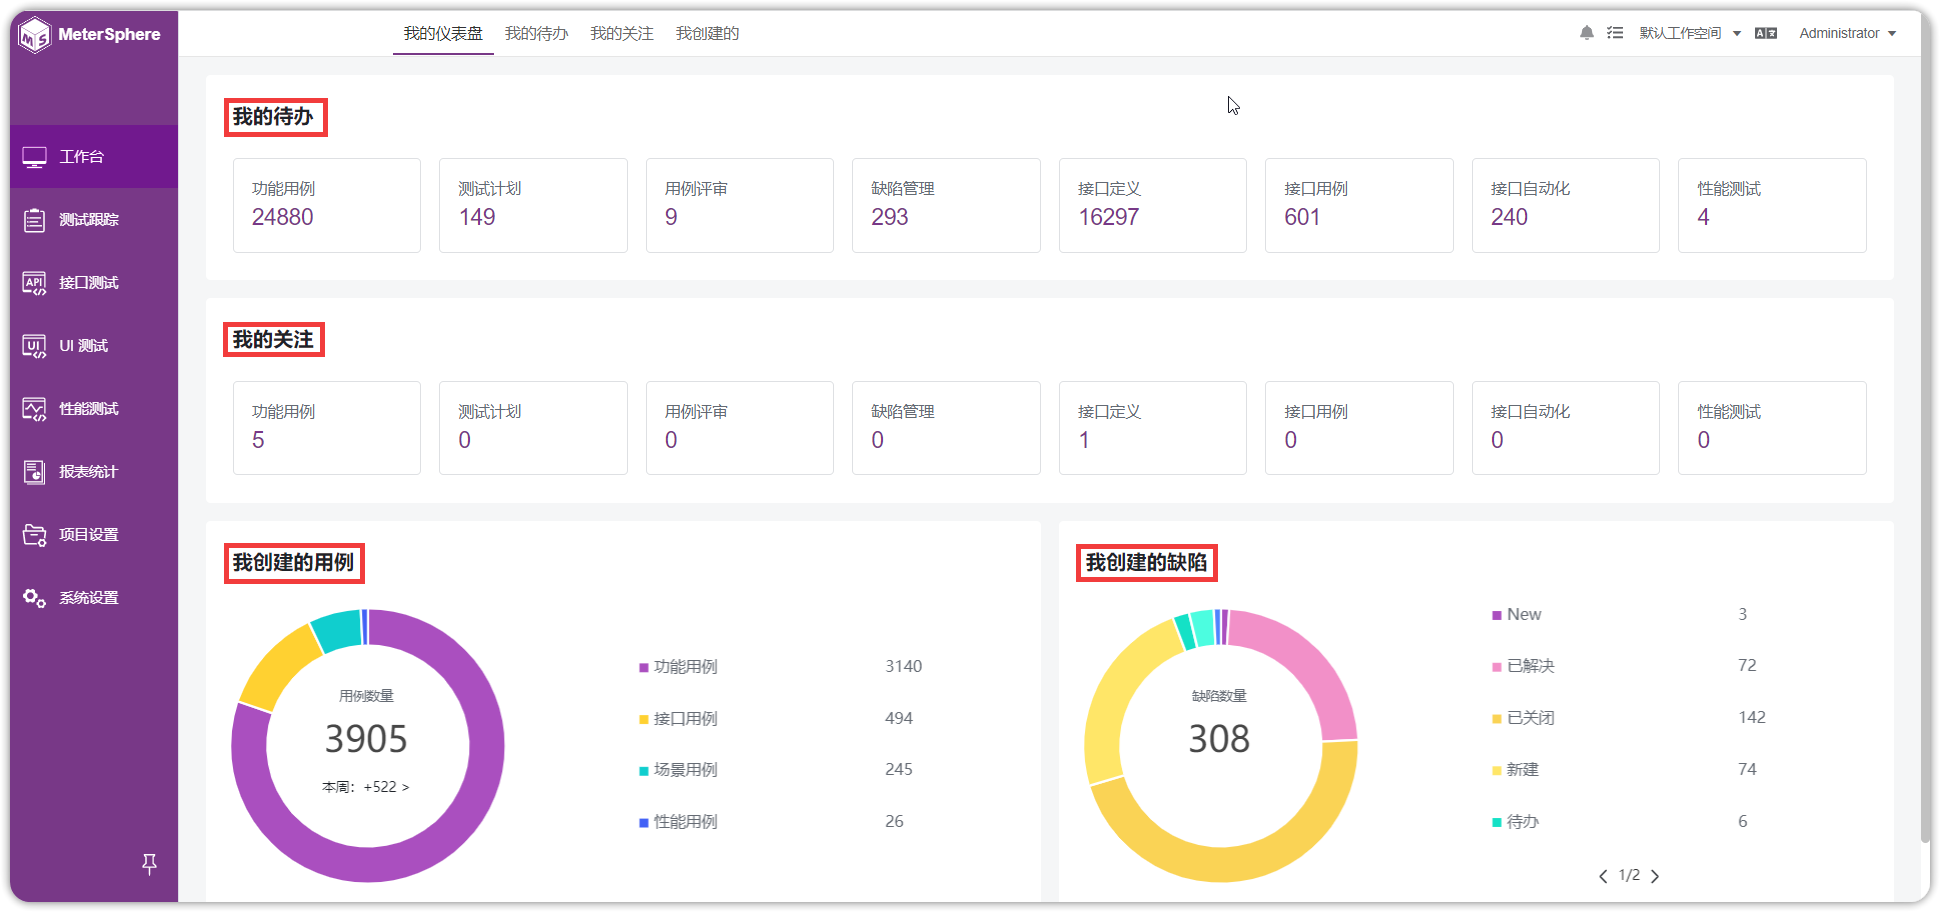 MeterSphere
我的仪表盘 我的待办 我的关注 我创建的
默认工作空间 Administrator
工作台
测试跟踪
接口测试
UI 测试
性能测试
报表统计
项目设置
系统设置
我的待办
功能用例 测试计划 用例评审 缺陷管理 接口定义 接口用例 接口自动化 性能测试
24880 149 9 293 16297 601 240 4
我的关注
功能用例 测试计划 用例评审 缺陷管理 接口定义 接口用例 接口自动化 性能测试
5 0 0 0 1 0 0 0
我创建的用例
用例数量
3905
本周：+522 >
功能用例 3140
接口用例 494
场景用例 245
性能用例 26
我创建的缺陷
缺陷数量
308
New 3
已解决 72
已关闭 142
新建 74
待办 6
1/2